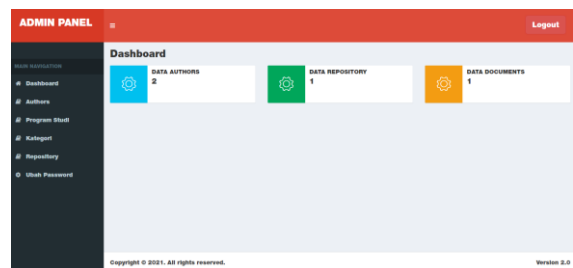 ADMIN PANEL
Logout
MAIN NAVIGATION
Dashboard
Authors
Program Studi
Kategori
Repository
Ubah Password
Dashboard
DATA AUTHORS
2
DATA REPOSITORY
1
DATA DOCUMENTS
1
Copyright © 2021. All rights reserved.
Version 2.0